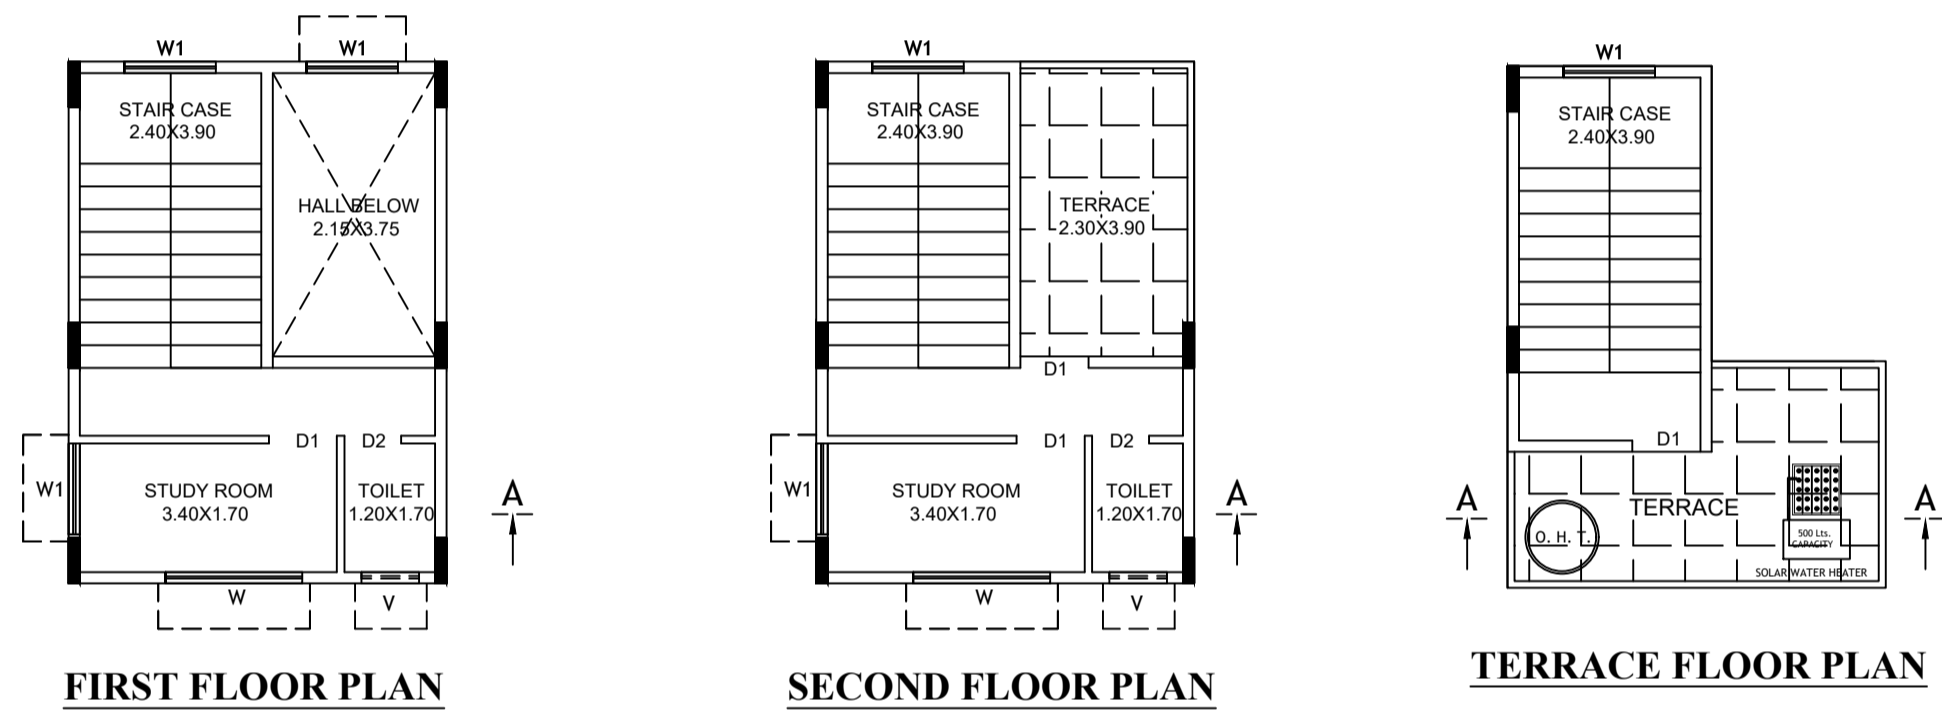 W1
W1
STAIR CASE
2.40X3.90
HALL BELOW
2.15X3.75
D1
D2
W1
STUDY ROOM
3.40X1.70
TOILET
1.20X1.70
A
W
V
FIRST FLOOR PLAN
W1
STAIR CASE
2.40X3.90
TERRACE
2.30X3.90
D1
D1
D2
W1
STUDY ROOM
3.40X1.70
TOILET
1.20X1.70
A
W
V
SECOND FLOOR PLAN
W1
STAIR CASE
2.40X3.90
D1
A
TERRACE
A
O. H. T.
500 Lts.
CAPACITY
SOLAR WATER HEATER
TERRACE FLOOR PLAN